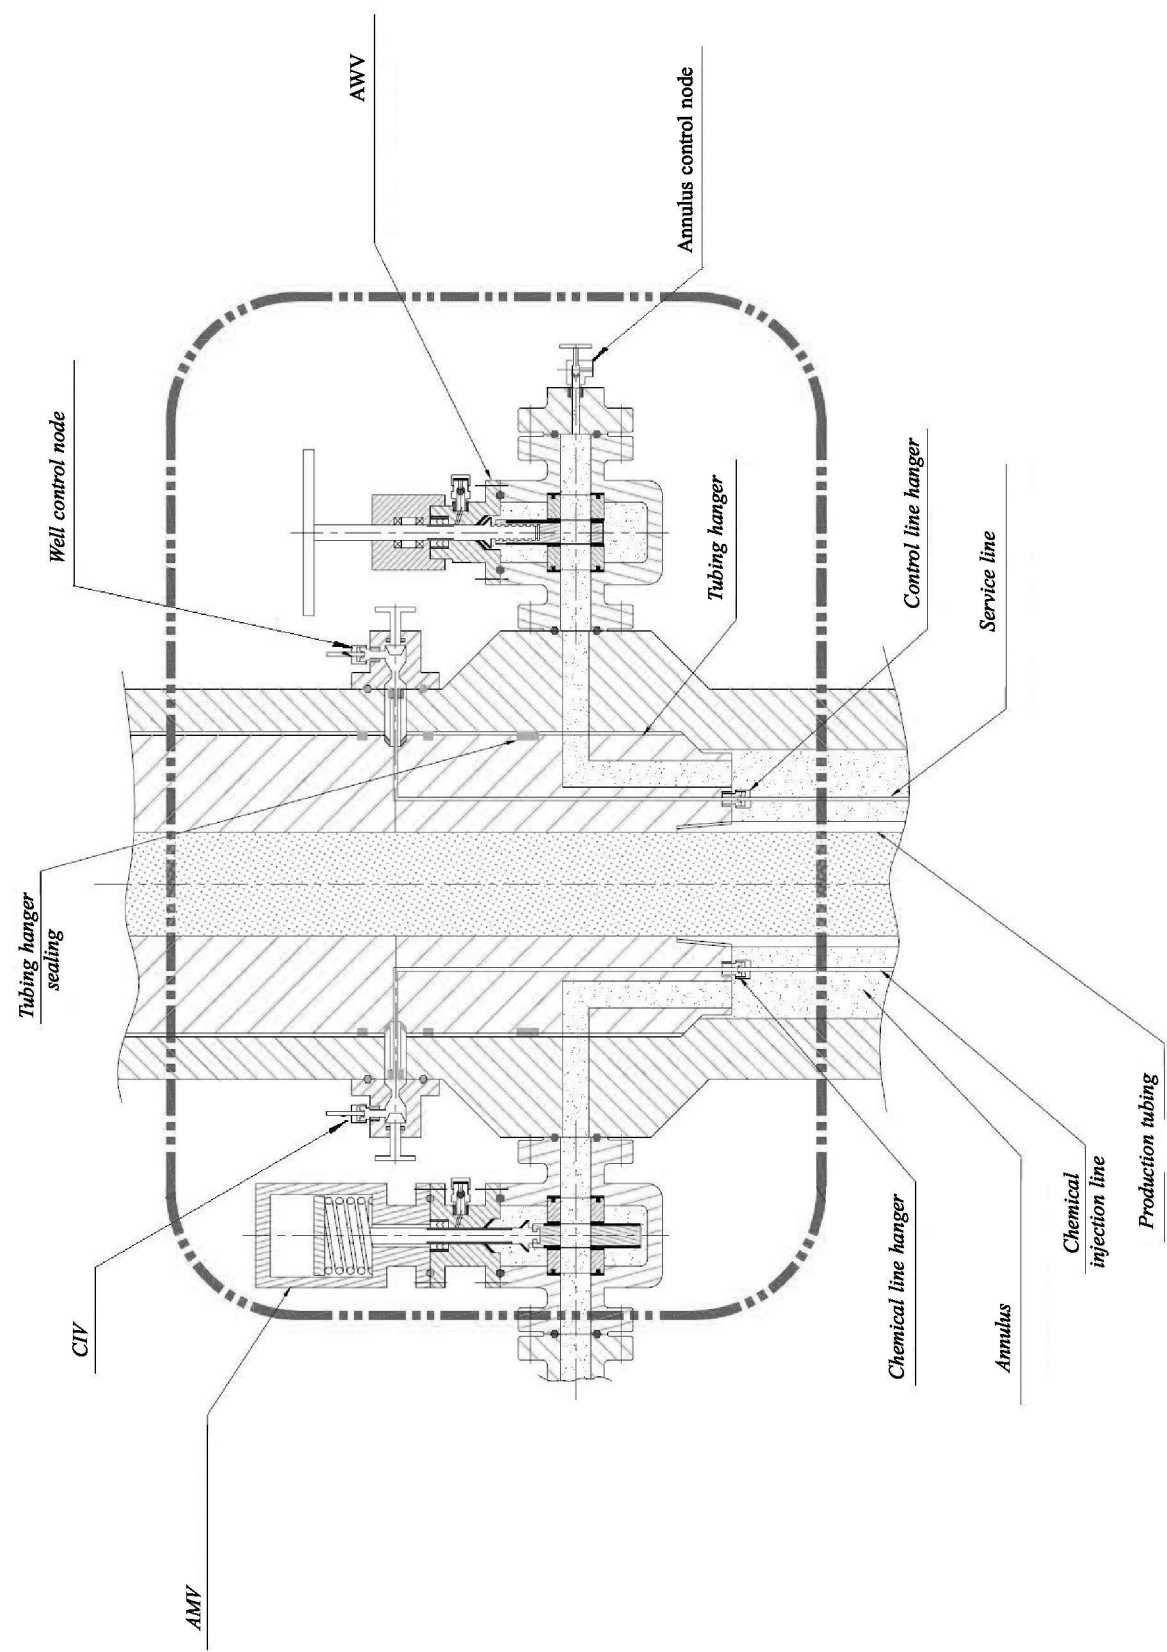 AWV
Annulus control node
Well control node
Tubing hanger
Control line hanger
Service line
Tubing hanger
sealing
CIV
AMV
Chemical line hanger
Annulus
Chemical
injection line
Production tubing